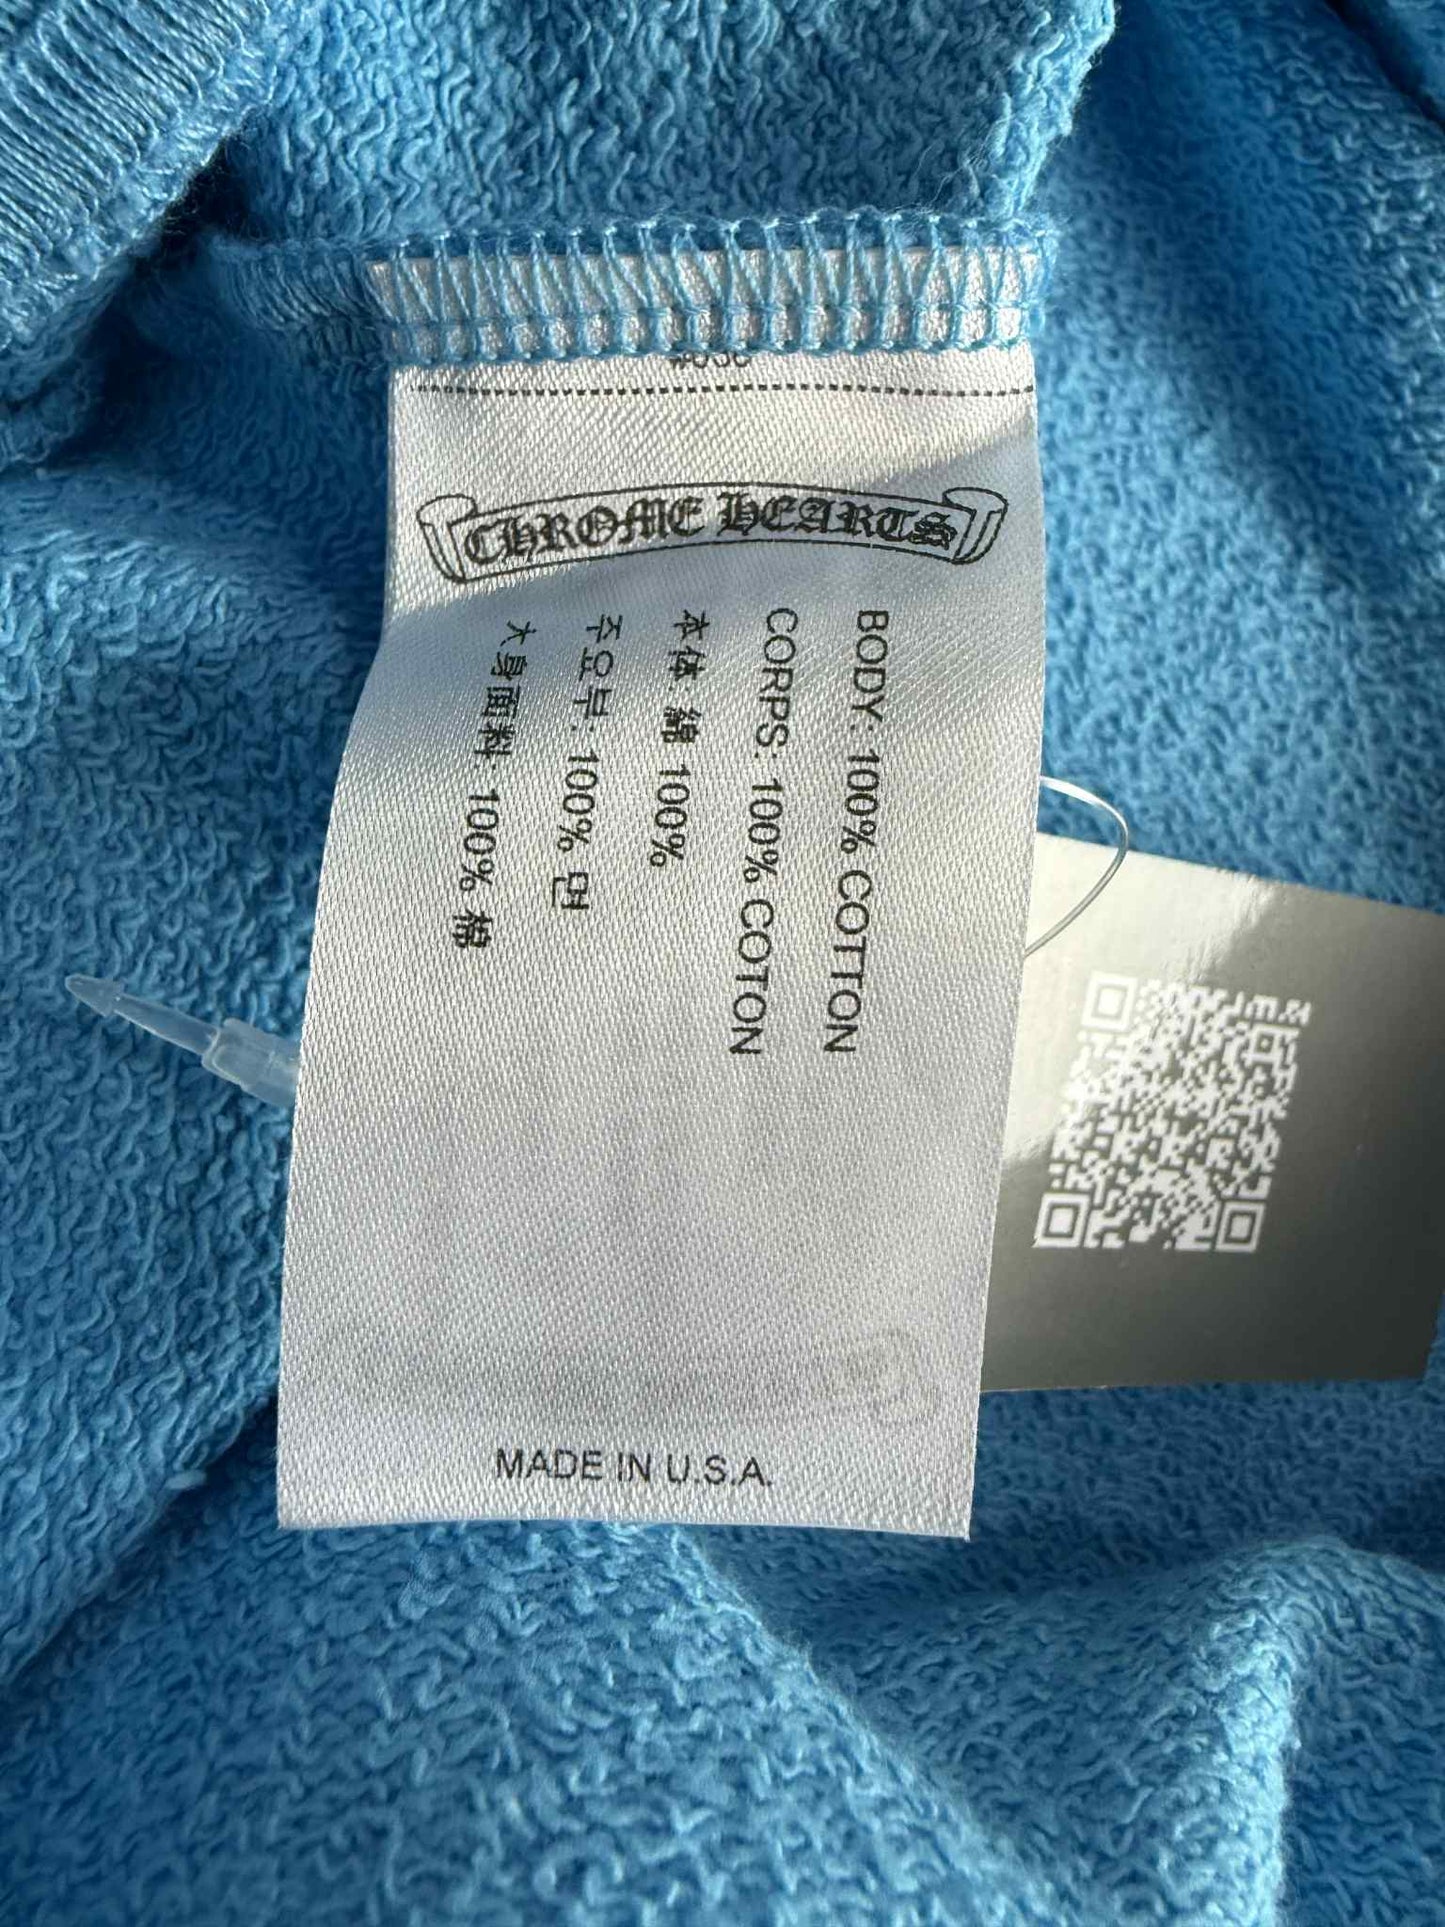 CHROME HEARTS
BODY: 100% COTTON
CORPS: 100% COTON
本体: 綿 100%
주요부: 100% 면
大身面料: 100% 棉
MADE IN U.S.A.